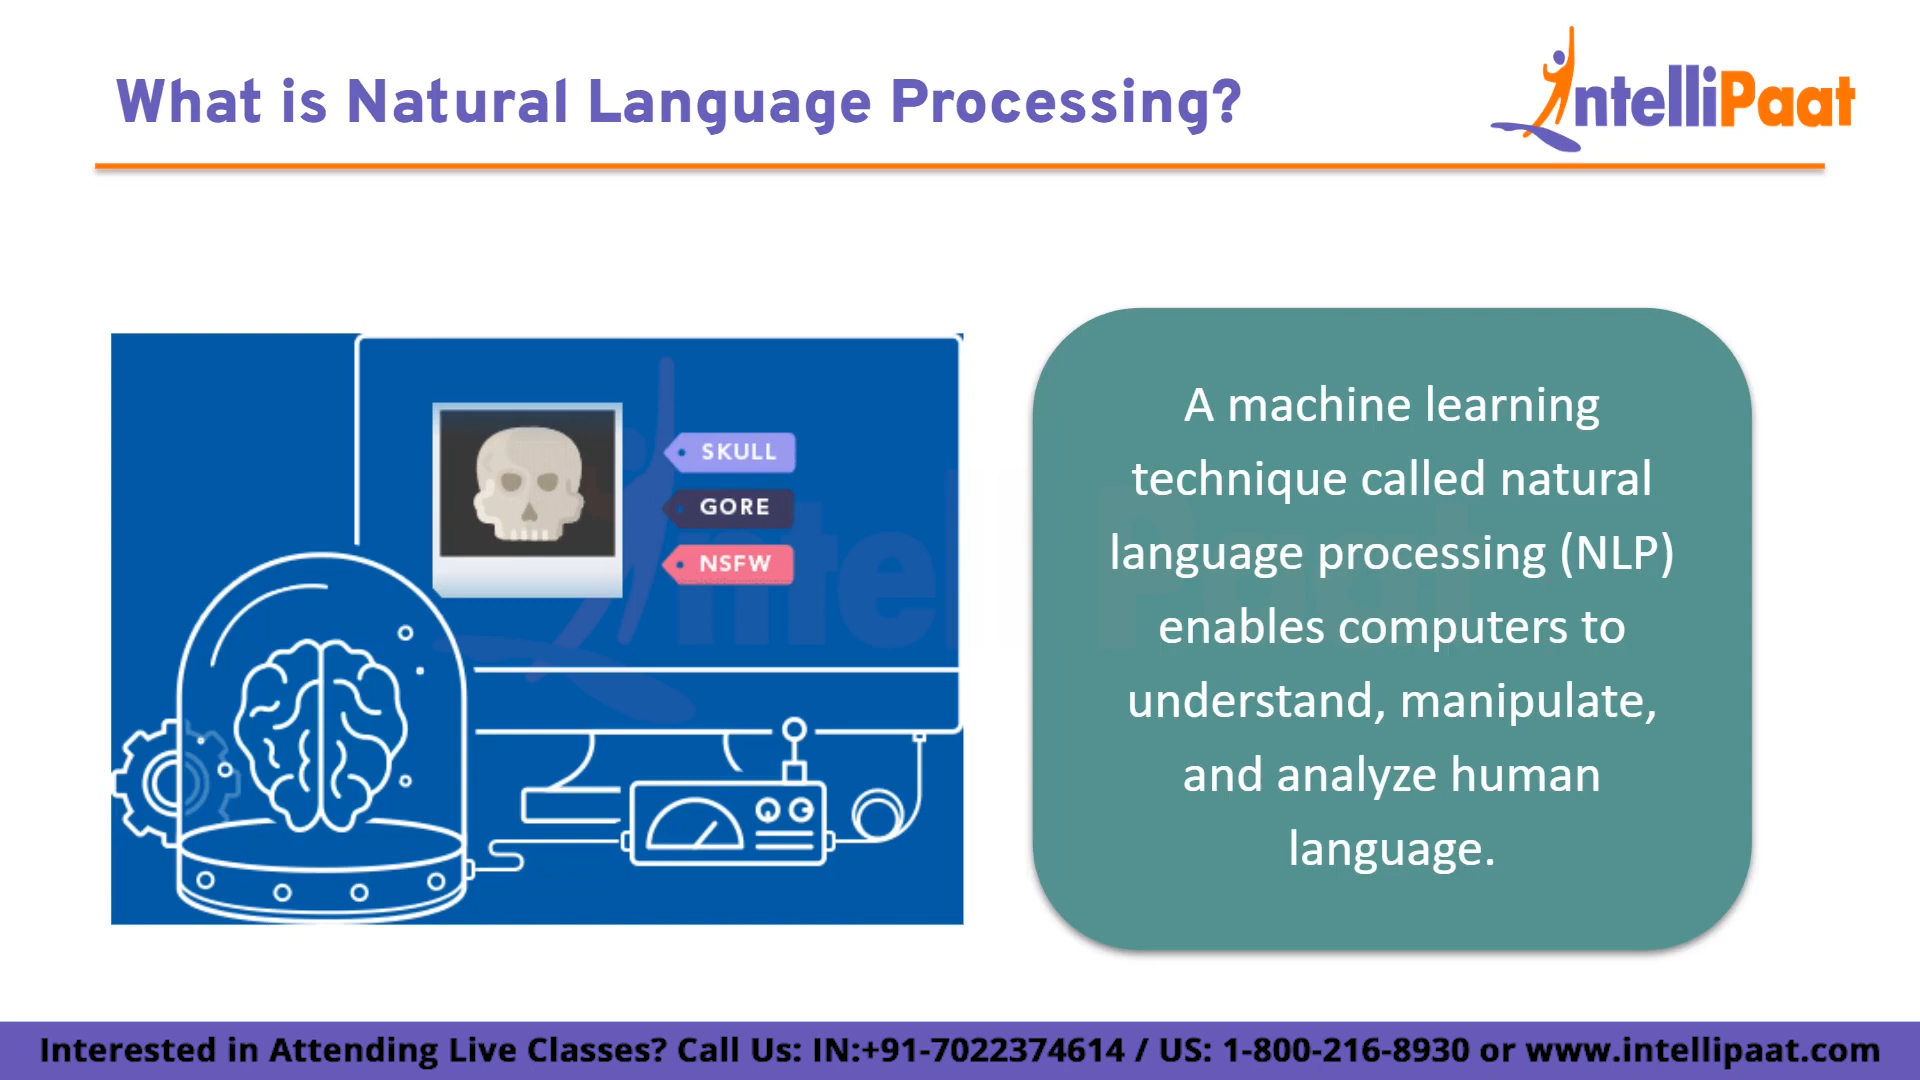 What is Natural Language Processing?
IntelliPaat
SKULL
GORE
NSFW
A machine learning
technique called natural
language processing (NLP)
enables computers to
understand, manipulate,
and analyze human
language.
Interested in Attending Live Classes? Call Us: IN:+91-7022374614 / US: 1-800-216-8930 or www.intellipaat.com